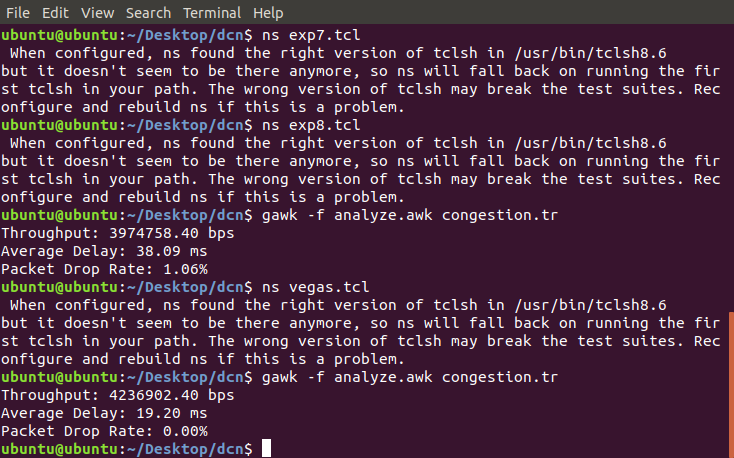 File Edit View Search Terminal Help
ubuntu@ubuntu:~/Desktop/dcn$ ns exp7.tcl
 When configured, ns found the right version of tclsh in /usr/bin/tclsh8.6
but it doesn't seem to be there anymore, so ns will fall back on running the fir
st tclsh in your path. The wrong version of tclsh may break the test suites. Rec
onfigure and rebuild ns if this is a problem.
ubuntu@ubuntu:~/Desktop/dcn$ ns exp8.tcl
 When configured, ns found the right version of tclsh in /usr/bin/tclsh8.6
but it doesn't seem to be there anymore, so ns will fall back on running the fir
st tclsh in your path. The wrong version of tclsh may break the test suites. Rec
onfigure and rebuild ns if this is a problem.
ubuntu@ubuntu:~/Desktop/dcn$ gawk -f analyze.awk congestion.tr
Throughput: 3974758.40 bps
Average Delay: 38.09 ms
Packet Drop Rate: 1.06%
ubuntu@ubuntu:~/Desktop/dcn$ ns vegas.tcl
 When configured, ns found the right version of tclsh in /usr/bin/tclsh8.6
but it doesn't seem to be there anymore, so ns will fall back on running the fir
st tclsh in your path. The wrong version of tclsh may break the test suites. Rec
onfigure and rebuild ns if this is a problem.
ubuntu@ubuntu:~/Desktop/dcn$ gawk -f analyze.awk congestion.tr
Throughput: 4236902.40 bps
Average Delay: 19.20 ms
Packet Drop Rate: 0.00%
ubuntu@ubuntu:~/Desktop/dcn$